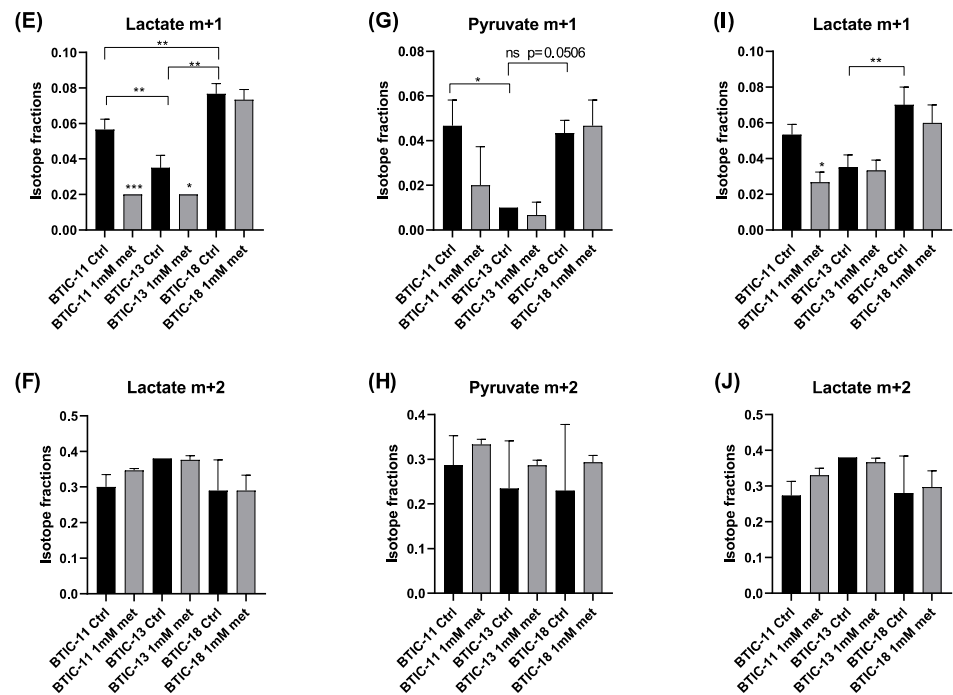 (E)
Lactate m+1
Isotope fractions
0.10
0.08
0.06
0.04
0.02
0.00
**
**
**
***
*
BTIC-11 Ctrl
BTIC-11 1mM met
BTIC-13 Ctrl
BTIC-13 1mM met
BTIC-18 Ctrl
BTIC-18 1mM met
(G)
Pyruvate m+1
Isotope fractions
0.08
0.06
0.04
0.02
0.00
ns p=0.0506
*
BTIC-11 Ctrl
BTIC-11 1mM met
BTIC-13 Ctrl
BTIC-13 1mM met
BTIC-18 Ctrl
BTIC-18 1mM met
(I)
Lactate m+1
Isotope fractions
0.10
0.08
0.06
0.04
0.02
0.00
**
*
BTIC-11 Ctrl
BTIC-11 1mM met
BTIC-13 Ctrl
BTIC-13 1mM met
BTIC-18 Ctrl
BTIC-18 1mM met
(F)
Lactate m+2
Isotope fractions
0.5
0.4
0.3
0.2
0.1
0.0
BTIC-11 Ctrl
BTIC-11 1mM met
BTIC-13 Ctrl
BTIC-13 1mM met
BTIC-18 Ctrl
BTIC-18 1mM met
(H)
Pyruvate m+2
Isotope fractions
0.4
0.3
0.2
0.1
0.0
BTIC-11 Ctrl
BTIC-11 1mM met
BTIC-13 Ctrl
BTIC-13 1mM met
BTIC-18 Ctrl
BTIC-18 1mM met
(J)
Lactate m+2
Isotope fractions
0.5
0.4
0.3
0.2
0.1
0.0
BTIC-11 Ctrl
BTIC-11 1mM met
BTIC-13 Ctrl
BTIC-13 1mM met
BTIC-18 Ctrl
BTIC-18 1mM met